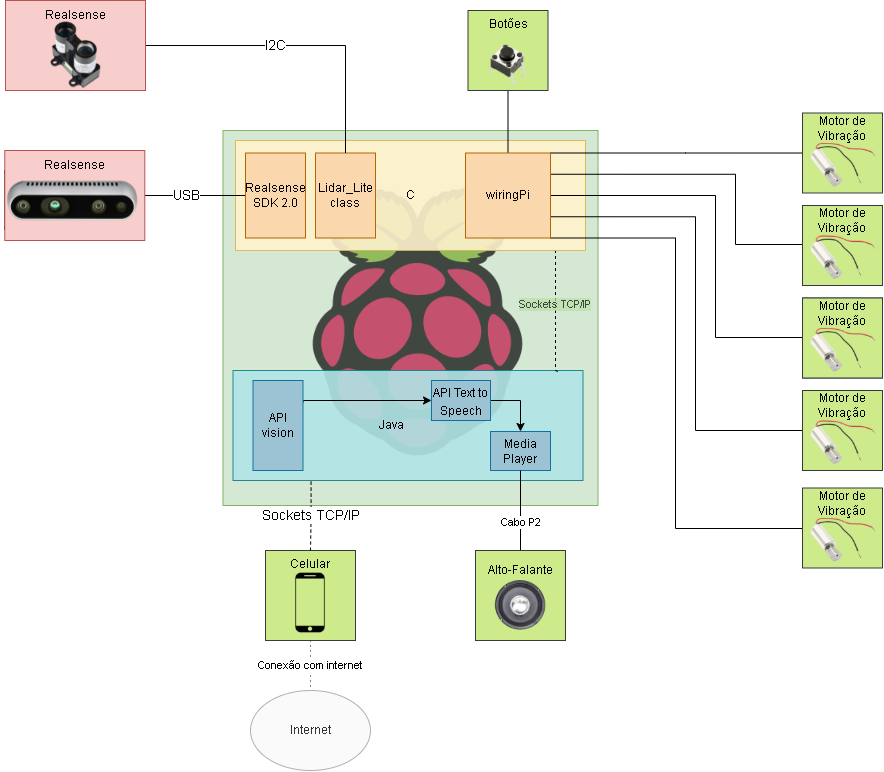 Realsense
I2C
Botões
Realsense
USB
Realsense
SDK 2.0
Lidar_Lite
class
C
wiringPi
Motor de
Vibração
Motor de
Vibração
Motor de
Vibração
Motor de
Vibração
Motor de
Vibração
Sockets TCP/IP
API
vision
API Text to
Speech
Java
Media
Player
Sockets TCP/IP
Cabo P2
Celular
Alto-Falante
Conexão com internet
Internet